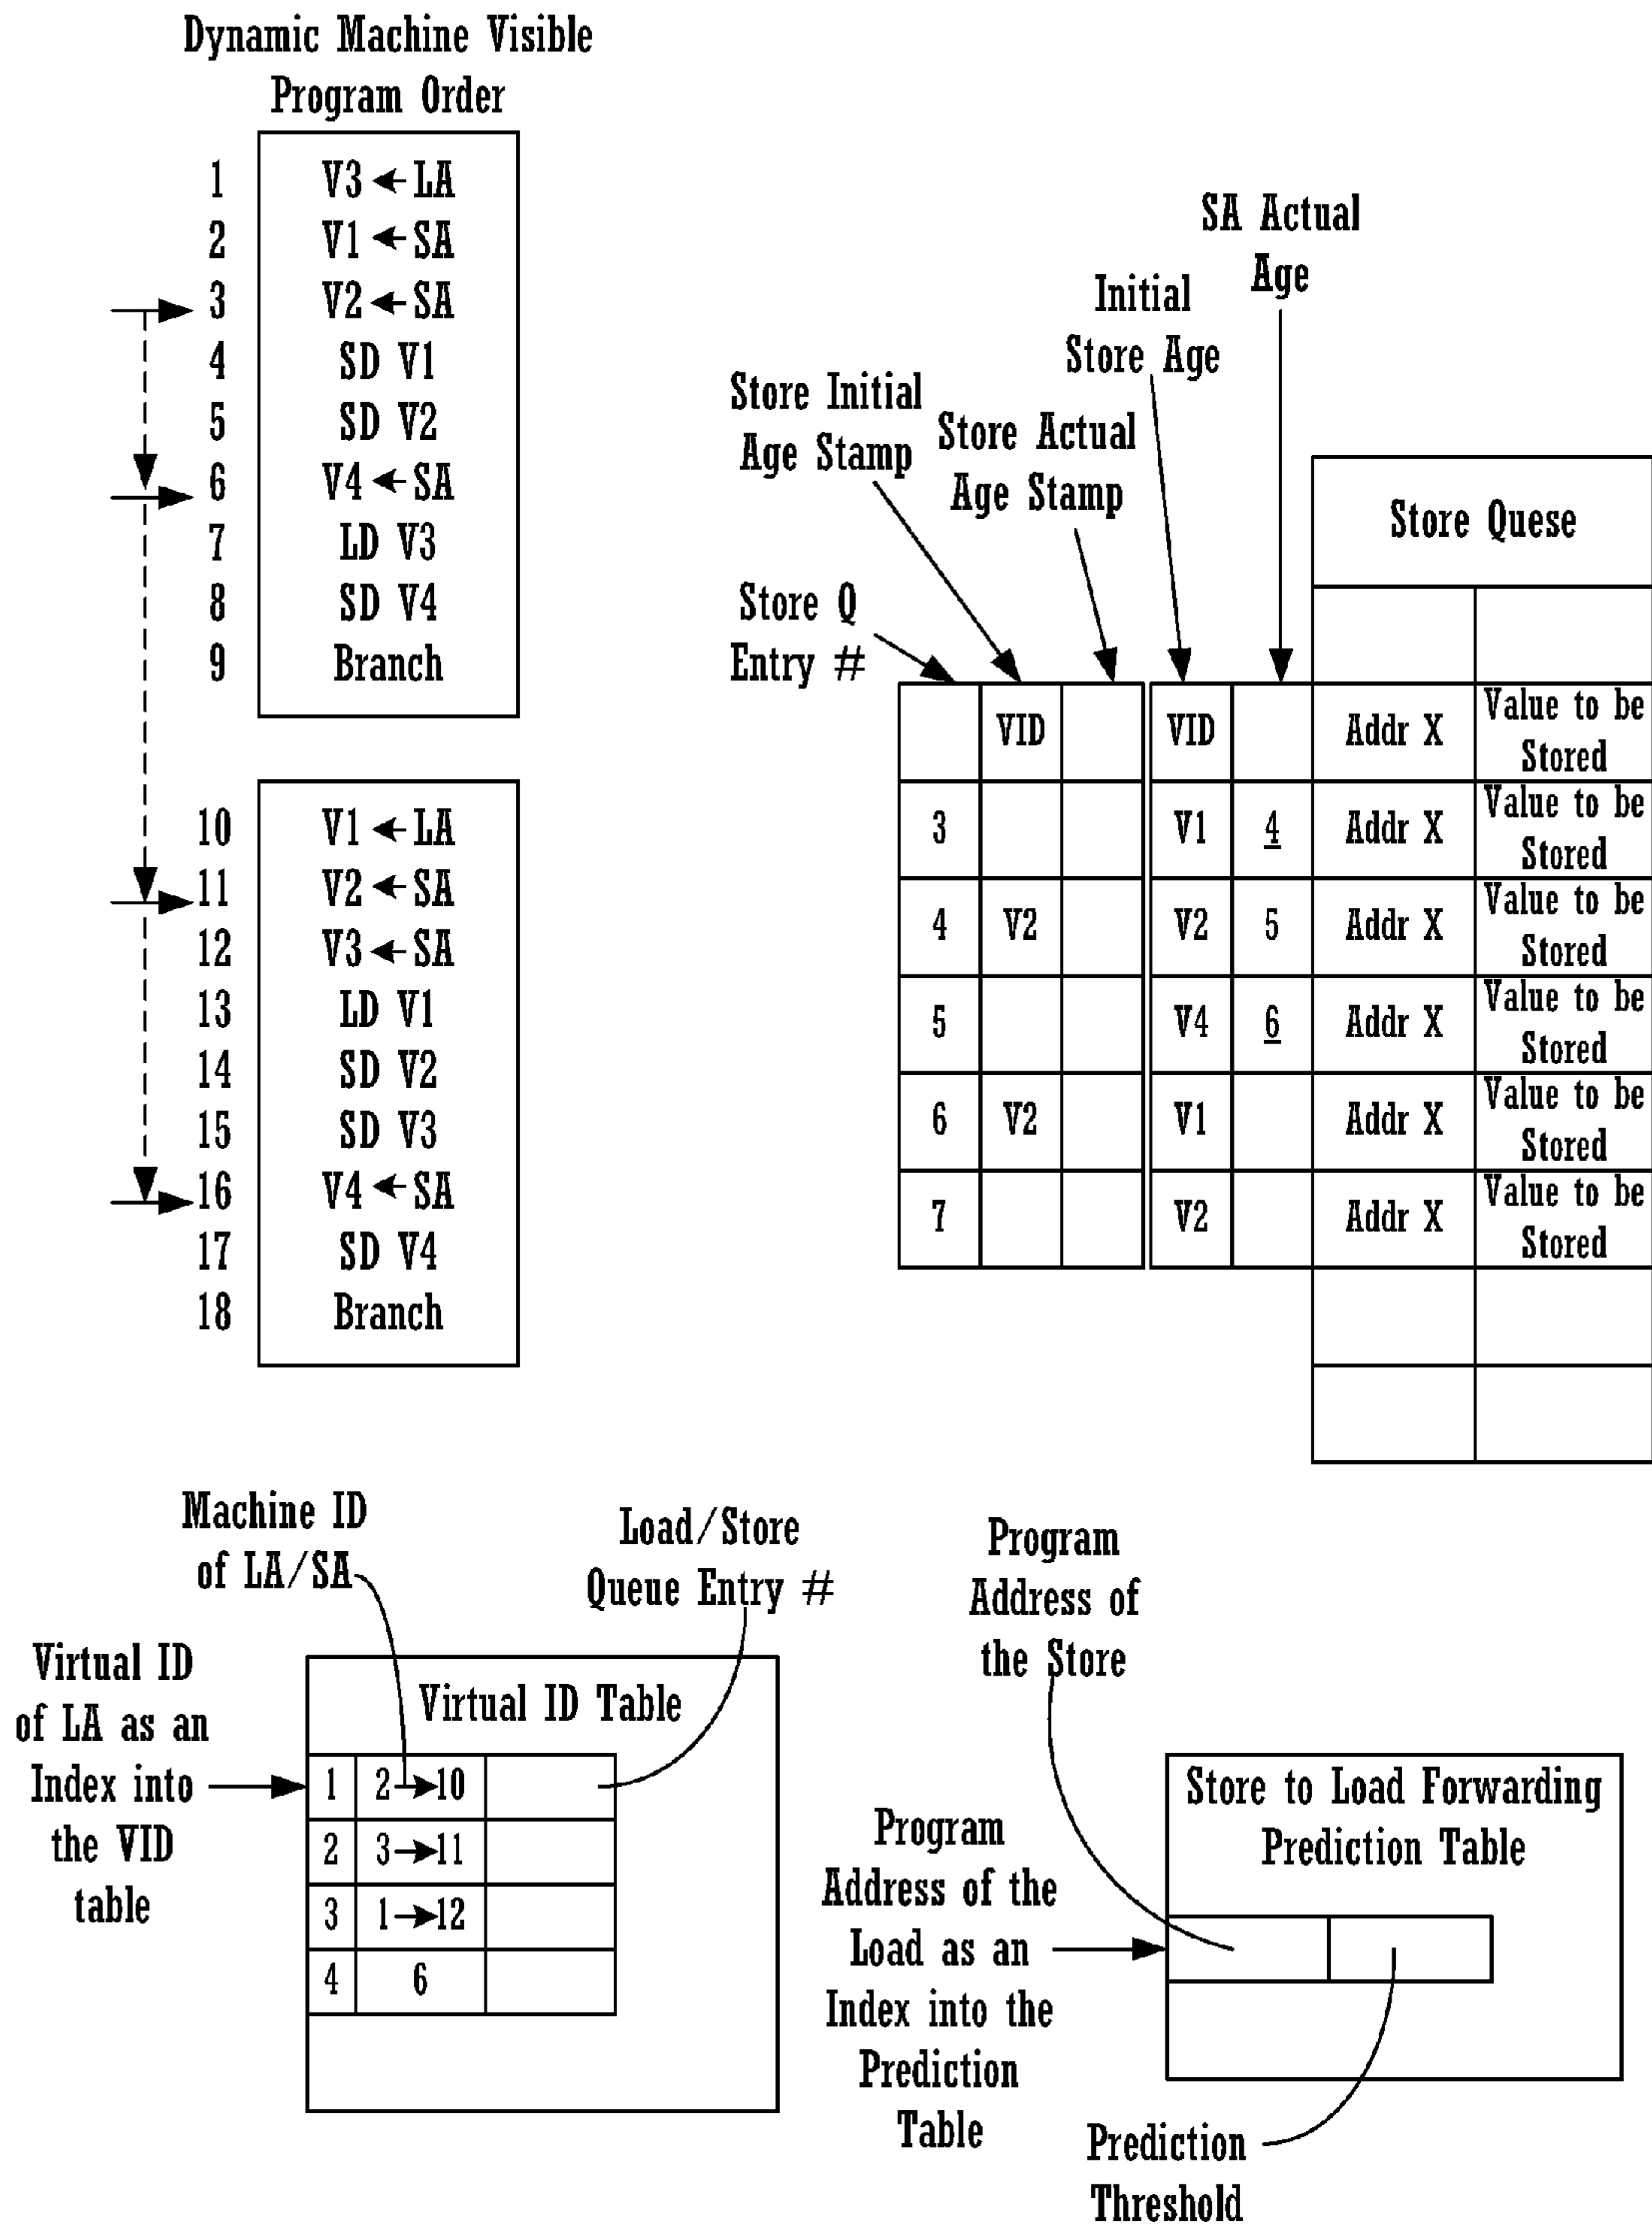 Dynamic Machine Visible
Program Order
1 V3 ← LA
2 V1 ← SA
3 V2 ← SA
4 SD V1
5 SD V2
6 V4 ← SA
7 LD V3
8 SD V4
9 Branch
10 V1 ← LA
11 V2 ← SA
12 V3 ← SA
13 LD V1
14 SD V2
15 SD V3
16 V4 ← SA
17 SD V4
18 Branch
SA Actual
Age
Initial
Store Age
Store Initial
Age Stamp
Store Actual
Age Stamp
Store Q
Entry #
Store Quese
VID VID Addr X Value to be
Stored
3 V1 4 Addr X Value to be
Stored
4 V2 V2 5 Addr X Value to be
Stored
5 V4 6 Addr X Value to be
Stored
6 V2 V1 Addr X Value to be
Stored
7 V2 Addr X Value to be
Stored
Machine ID
of LA/SA
Load/Store
Queue Entry #
Virtual ID
of LA as an
Index into
the VID
table
Virtual ID Table
1 2→10
2 3→11
3 1→12
4 6
Program
Address of
the Store
Program
Address of the
Load as an
Index into the
Prediction
Table
Store to Load Forwarding
Prediction Table
Prediction
Threshold